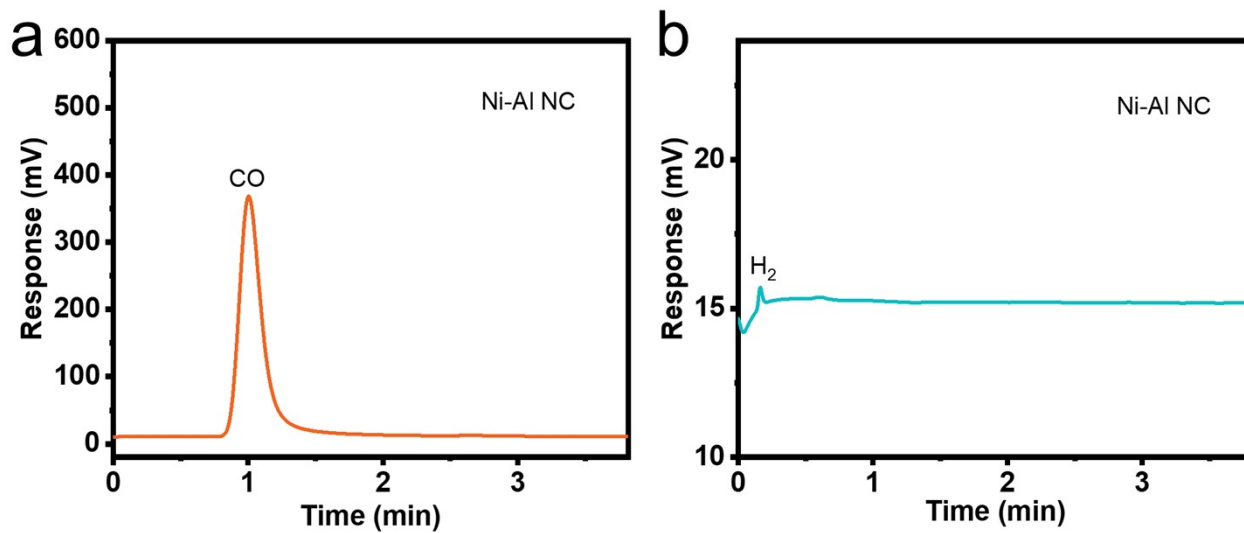 a
600
500
400
300
200
100
0
Response (mV)
Ni-Al NC
CO
0 1 2 3
Time (min)
b
20
15
10
Response (mV)
Ni-Al NC
H₂
0 1 2 3
Time (min)